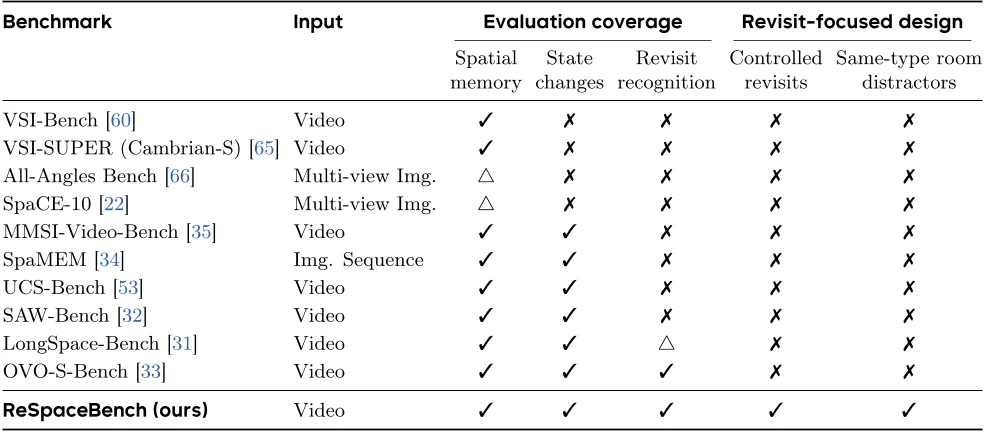 Benchmark Input Evaluation coverage Revisit-focused design
Spatial State Revisit Controlled Same-type room
memory changes recognition revisits distractors
VSI-Bench [60] Video ✓ ✗ ✗ ✗ ✗
VSI-SUPER (Cambrian-S) [65] Video ✓ ✗ ✗ ✗ ✗
All-Angles Bench [66] Multi-view Img. △ ✗ ✗ ✗ ✗
SpaCE-10 [22] Multi-view Img. △ ✗ ✗ ✗ ✗
MMSI-Video-Bench [35] Video ✓ ✓ ✗ ✗ ✗
SpaMEM [34] Img. Sequence ✓ ✓ ✗ ✗ ✗
UCS-Bench [53] Video ✓ ✓ ✗ ✗ ✗
SAW-Bench [32] Video ✓ ✓ ✗ ✗ ✗
LongSpace-Bench [31] Video ✓ ✓ △ ✗ ✗
OVO-S-Bench [33] Video ✓ ✓ ✓ ✗ ✗
ReSpaceBench (ours) Video ✓ ✓ ✓ ✓ ✓